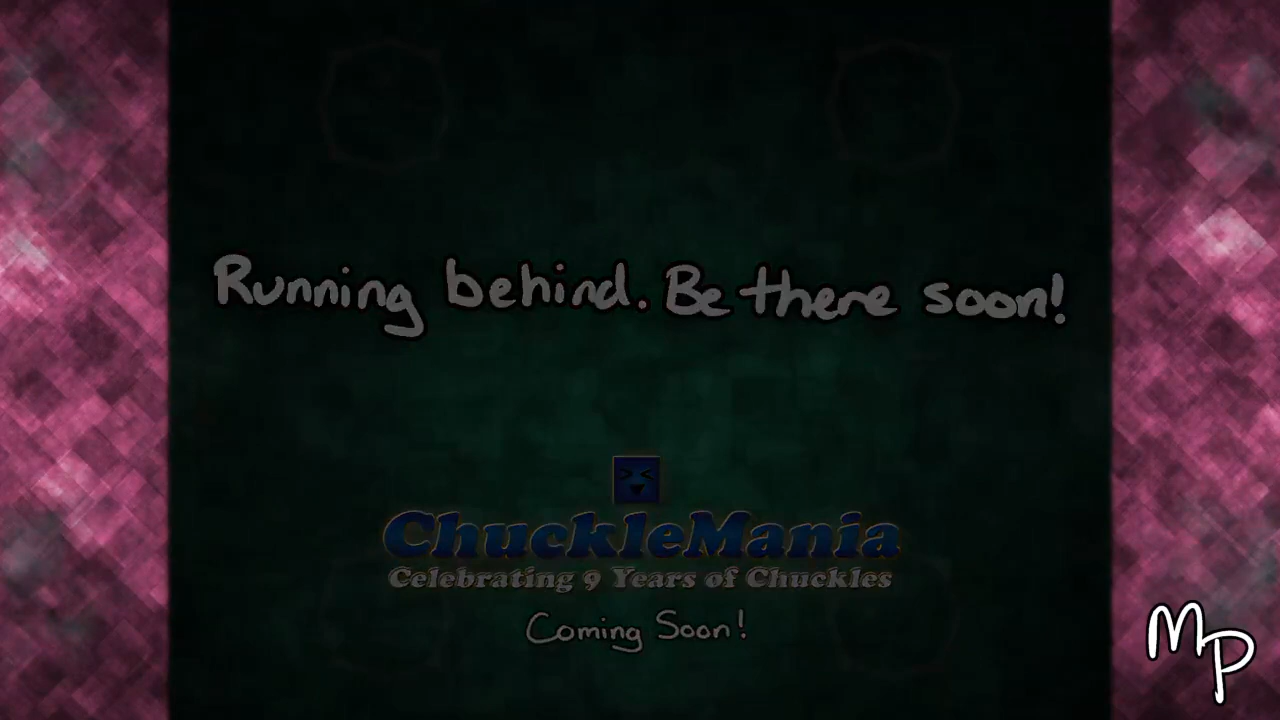 Running behind. Be there soon!
ChuckleMania
Celebrating 9 Years of Chuckles
Coming Soon!
MP